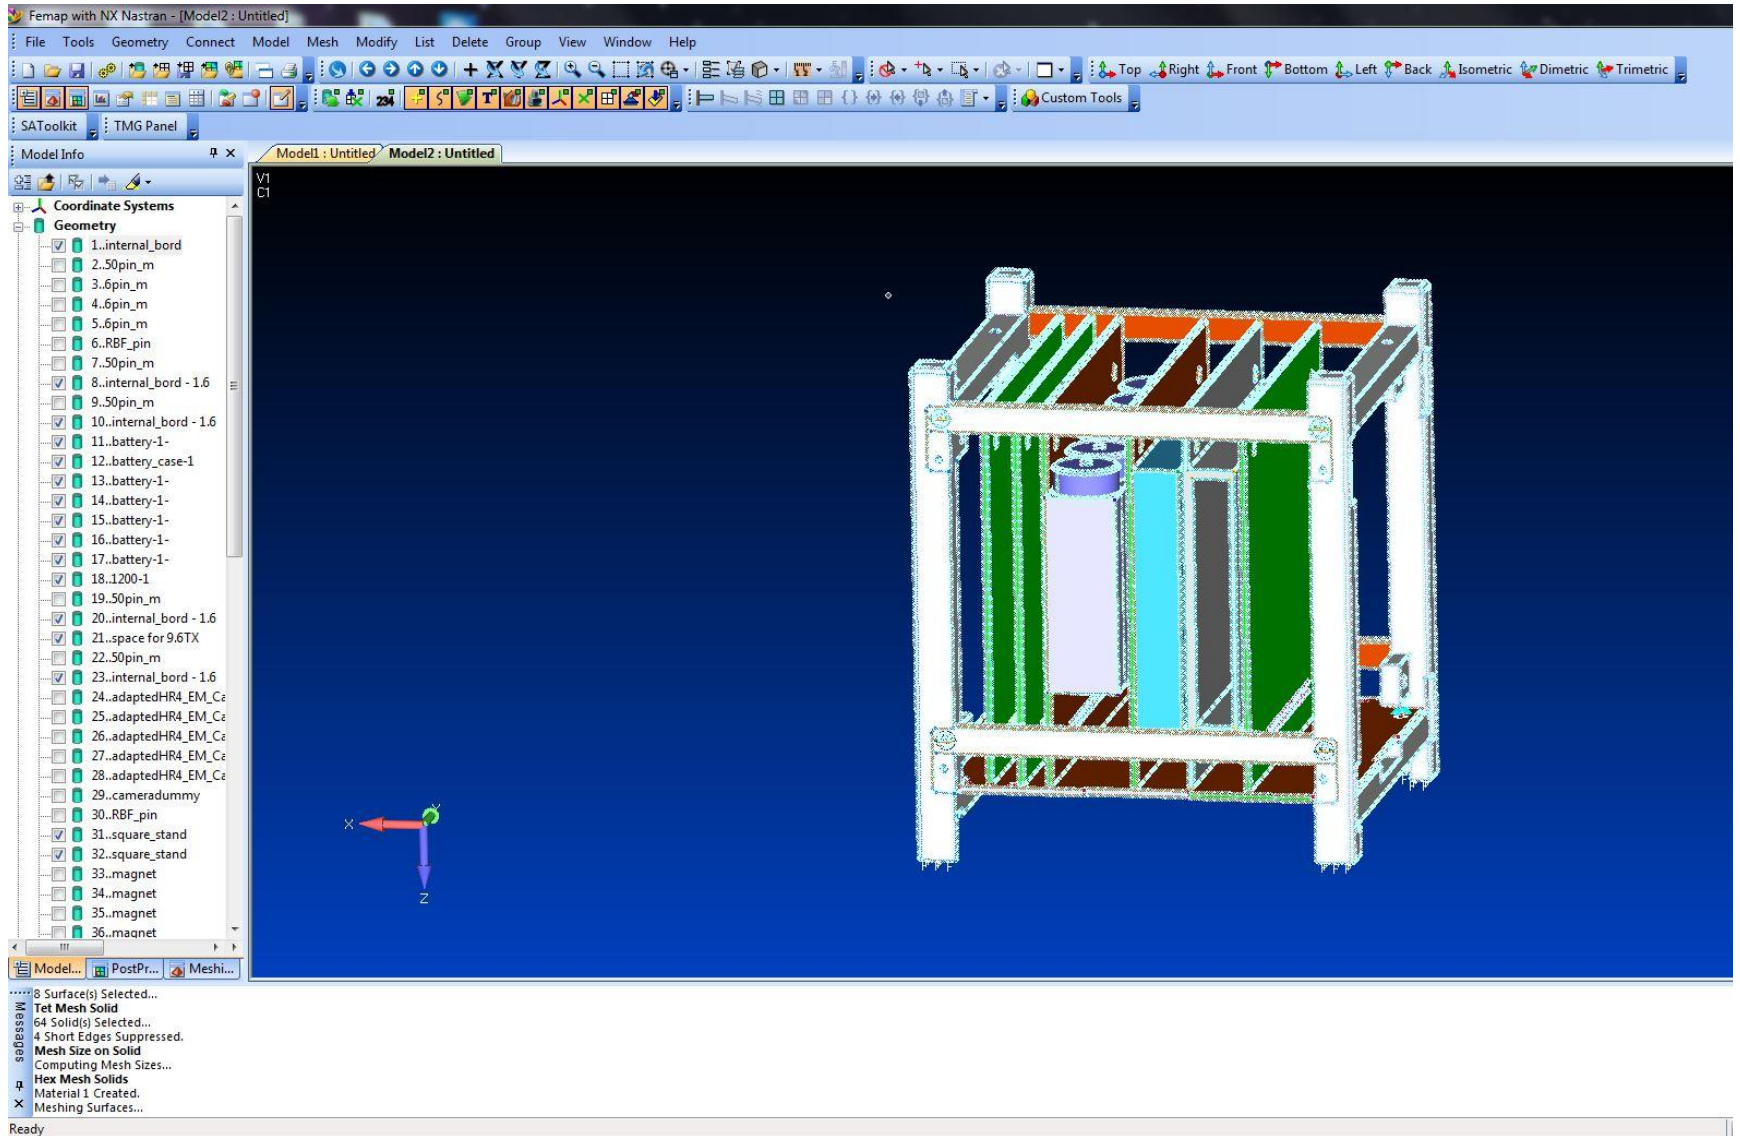 Femap with NX Nastran - [Model2 : Untitled]
File Tools Geometry Connect Model Mesh Modify List Delete Group View Window Help
Top Right Front Bottom Left Back Isometric Dimetric Trimetric
234 T Custom Tools
SAToolkit TMG Panel
Model Info
Model1 : Untitled Model2 : Untitled
V1
C1
Coordinate Systems
Geometry
1..internal_bord
2..50pin_m
3..6pin_m
4..6pin_m
5..6pin_m
6..RBF_pin
7..50pin_m
8..internal_bord - 1.6
9..50pin_m
10..internal_bord - 1.6
11..battery-1-
12..battery_case-1
13..battery-1-
14..battery-1-
15..battery-1-
16..battery-1-
17..battery-1-
18..1200-1
19..50pin_m
20..internal_bord - 1.6
21..space for 9.6TX
22..50pin_m
23..internal_bord - 1.6
24..adaptedHR4_EM_Ca
25..adaptedHR4_EM_Ca
26..adaptedHR4_EM_Ca
27..adaptedHR4_EM_Ca
28..adaptedHR4_EM_Ca
29..cameradummy
30..RBF_pin
31..square_stand
32..square_stand
33..magnet
34..magnet
35..magnet
36..magnet
X
Y
Z
Model... PostPr... Meshi...
Messages
8 Surface(s) Selected...
Tet Mesh Solid
64 Solid(s) Selected...
4 Short Edges Suppressed.
Mesh Size on Solid
Computing Mesh Sizes...
Hex Mesh Solids
Material 1 Created.
Meshing Surfaces...
Ready